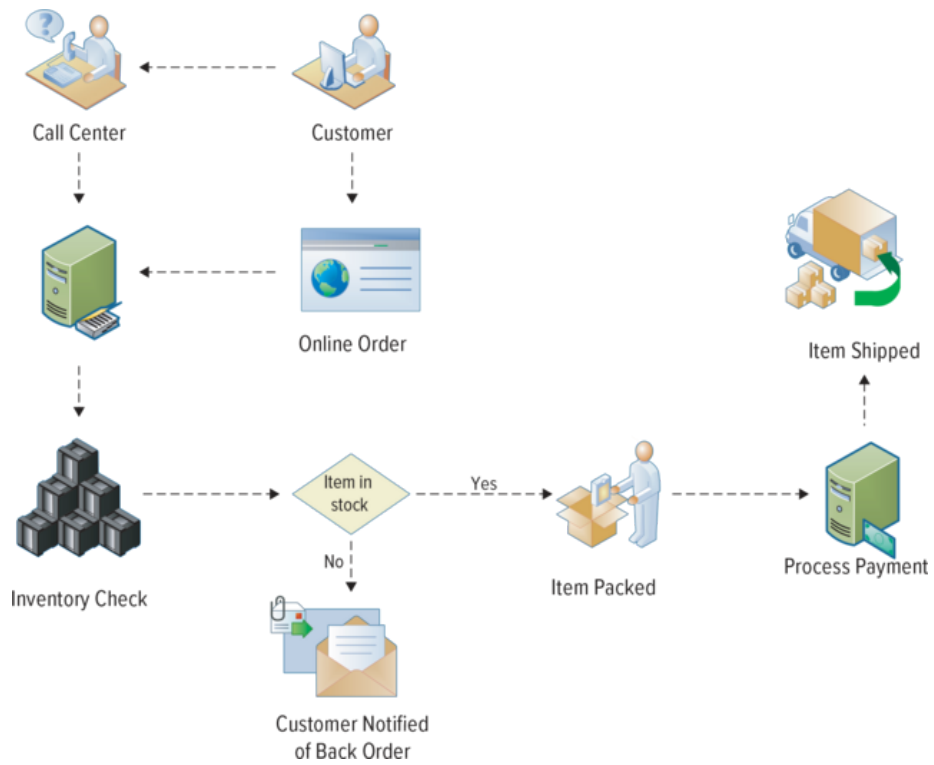 Call Center
Customer
Online Order
Item Shipped
Item in
stock
Yes
No
Inventory Check
Item Packed
Process Payment
Customer Notified
of Back Order